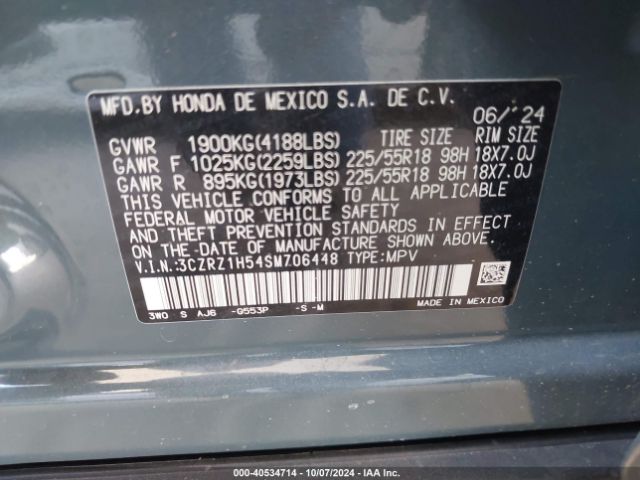 MFD. BY HONDA DE MEXICO S.A. DE C.V. 06/'24
GVWR 1900KG(4188LBS) TIRE SIZE RIM SIZE
GAWR F 1025KG(2259LBS) 225/55R18 98H 18X7.0J
GAWR R 895KG(1973LBS) 225/55R18 98H 18X7.0J
THIS VEHICLE CONFORMS TO ALL APPLICABLE
FEDERAL MOTOR VEHICLE SAFETY
AND THEFT PREVENTION STANDARDS IN EFFECT
ON THE DATE OF MANUFACTURE SHOWN ABOVE.
V.I.N.:3CZRZ1H54SM706448 TYPE:MPV
3WO S AJ6 -G553P -S -M MADE IN MEXICO
000-40534714 | 10/07/2024 | IAA Inc.